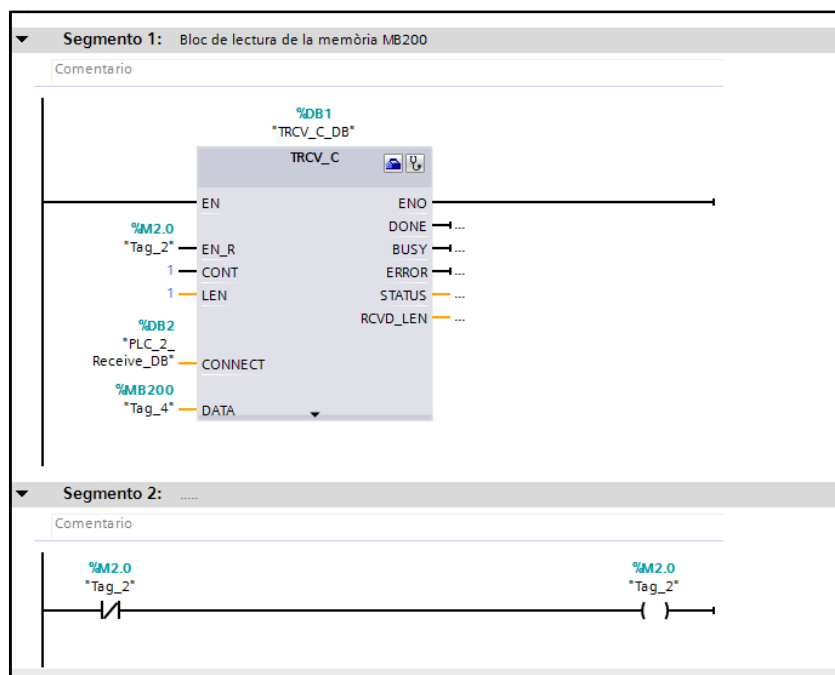 Segmento 1: Bloc de lectura de la memòria MB200
Comentario
%DB1
"TRCV_C_DB"
TRCV_C
EN ENO
DONE ...
%M2.0
"Tag_2" EN_R BUSY ...
1 CONT ERROR ...
1 LEN STATUS ...
RCVD_LEN ...
%DB2
"PLC_2_
Receive_DB" CONNECT
%MB200
"Tag_4" DATA
Segmento 2: .....
Comentario
%M2.0 %M2.0
"Tag_2" "Tag_2"